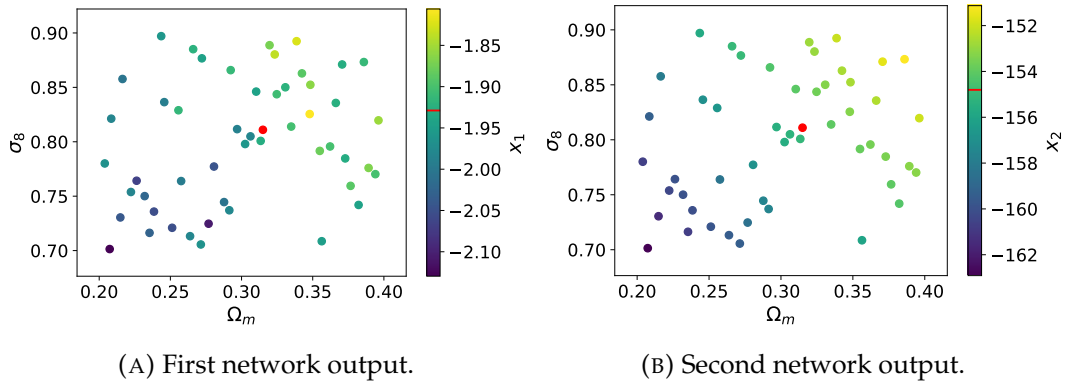 0.90
0.85
0.80
0.75
0.70
σ8
0.20 0.25 0.30 0.35 0.40
Ωm
−1.85
−1.90
−1.95
−2.00
−2.05
−2.10
x1
(A) First network output.
0.90
0.85
0.80
0.75
0.70
σ8
0.20 0.25 0.30 0.35 0.40
Ωm
−152
−154
−156
−158
−160
−162
x2
(B) Second network output.